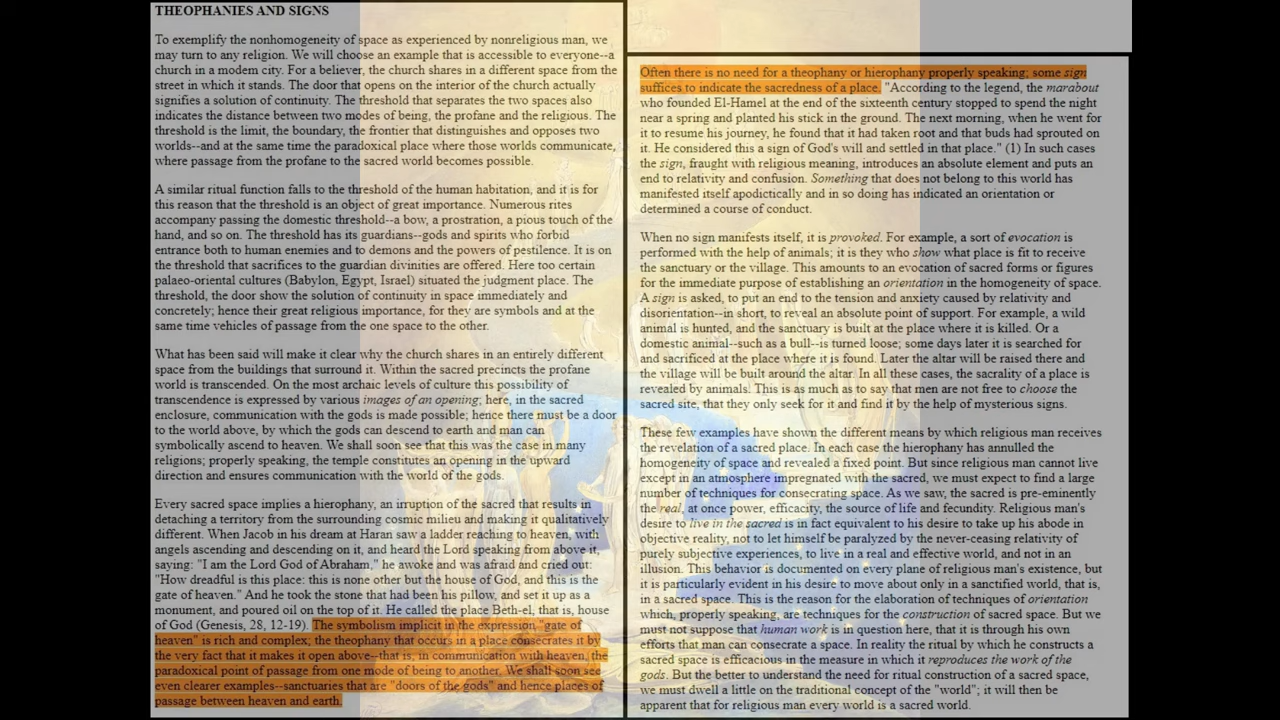 THEOPHANIES AND SIGNS
To exemplify the nonhomogeneity of space as experienced by nonreligious man, we
may turn to any religion. We will choose an example that is accessible to everyone--a
church in a modem city. For a believer, the church shares in a different space from the
street in which it stands. The door that opens on the interior of the church actually
signifies a solution of continuity. The threshold that separates the two spaces also
indicates the distance between two modes of being, the profane and the religious. The
threshold is the limit, the boundary, the frontier that distinguishes and opposes two
worlds--and at the same time the paradoxical place where those worlds communicate,
where passage from the profane to the sacred world becomes possible.
A similar ritual function falls to the threshold of the human habitation, and it is for
this reason that the threshold is an object of great importance. Numerous rites
accompany passing the domestic threshold--a bow, a prostration, a pious touch of the
hand, and so on. The threshold has its guardians--gods and spirits who forbid
entrance both to human enemies and to demons and the powers of pestilence. It is on
the threshold that sacrifices to the guardian divinities are offered. Here too certain
palaeo-oriental cultures (Babylon, Egypt, Israel) situated the judgment place. The
threshold, the door show the solution of continuity in space immediately and
concretely; hence their great religious importance, for they are symbols and at the
same time vehicles of passage from the one space to the other.
What has been said will make it clear why the church shares in an entirely different
space from the buildings that surround it. Within the sacred precincts the profane
world is transcended. On the most archaic levels of culture this possibility of
transcendence is expressed by various images of an opening; here, in the sacred
enclosure, communication with the gods is made possible; hence there must be a door
to the world above, by which the gods can descend to earth and man can
symbolically ascend to heaven. We shall soon see that this was the case in many
religions; properly speaking, the temple constitutes an opening in the upward
direction and ensures communication with the world of the gods.
Every sacred space implies a hierophany, an irruption of the sacred that results in
detaching a territory from the surrounding cosmic milieu and making it qualitatively
different. When Jacob in his dream at Haran saw a ladder reaching to heaven, with
angels ascending and descending on it, and heard the Lord speaking from above it,
saying: "I am the Lord God of Abraham," he awoke and was afraid and cried out:
"How dreadful is this place: this is none other but the house of God, and this is the
gate of heaven." And he took the stone that had been his pillow, and set it up as a
monument, and poured oil on the top of it. He called the place Beth-el, that is, house
of God (Genesis, 28, 12-19). The symbolism implicit in the expression "gate of
heaven" is rich and complex; the theophany that occurs in a place consecrates it by
the very fact that it makes it open above--that is, in communication with heaven, the
paradoxical point of passage from one mode of being to another. We shall soon see
even clearer examples--sanctuaries that are "doors of the gods" and hence places of
passage between heaven and earth.
Often there is no need for a theophany or hierophany properly speaking; some sign
suffices to indicate the sacredness of a place. "According to the legend, the marabout
who founded El-Hamel at the end of the sixteenth century stopped to spend the night
near a spring and planted his stick in the ground. The next morning, when he went for
it to resume his journey, he found that it had taken root and that buds had sprouted on
it. He considered this a sign of God's will and settled in that place." (1) In such cases
the sign, fraught with religious meaning, introduces an absolute element and puts an
end to relativity and confusion. Something that does not belong to this world has
manifested itself apodictically and in so doing has indicated an orientation or
determined a course of conduct.
When no sign manifests itself, it is provoked. For example, a sort of evocation is
performed with the help of animals; it is they who show what place is fit to receive
the sanctuary or the village. This amounts to an evocation of sacred forms or figures
for the immediate purpose of establishing an orientation in the homogeneity of space.
A sign is asked, to put an end to the tension and anxiety caused by relativity and
disorientation--in short, to reveal an absolute point of support. For example, a wild
animal is hunted, and the sanctuary is built at the place where it is killed. Or a
domestic animal--such as a bull--is turned loose; some days later it is searched for
and sacrificed at the place where it is found. Later the altar will be raised there and
the village will be built around the altar. In all these cases, the sacrality of a place is
revealed by animals. This is as much as to say that men are not free to choose the
sacred site, that they only seek for it and find it by the help of mysterious signs.
These few examples have shown the different means by which religious man receives
the revelation of a sacred place. In each case the hierophany has annulled the
homogeneity of space and revealed a fixed point. But since religious man cannot live
except in an atmosphere impregnated with the sacred, we must expect to find a large
number of techniques for consecrating space. As we saw, the sacred is pre-eminently
the real, at once power, efficacity, the source of life and fecundity. Religious man's
desire to live in the sacred is in fact equivalent to his desire to take up his abode in
objective reality, not to let himself be paralyzed by the never-ceasing relativity of
purely subjective experiences, to live in a real and effective world, and not in an
illusion. This behavior is documented on every plane of religious man's existence, but
it is particularly evident in his desire to move about only in a sanctified world, that is,
in a sacred space. This is the reason for the elaboration of techniques of orientation
which, properly speaking, are techniques for the construction of sacred space. But we
must not suppose that human work is in question here, that it is through his own
efforts that man can consecrate a space. In reality the ritual by which he constructs a
sacred space is efficacious in the measure in which it reproduces the work of the
gods. But the better to understand the need for ritual construction of a sacred space,
we must dwell a little on the traditional concept of the "world"; it will then be
apparent that for religious man every world is a sacred world.